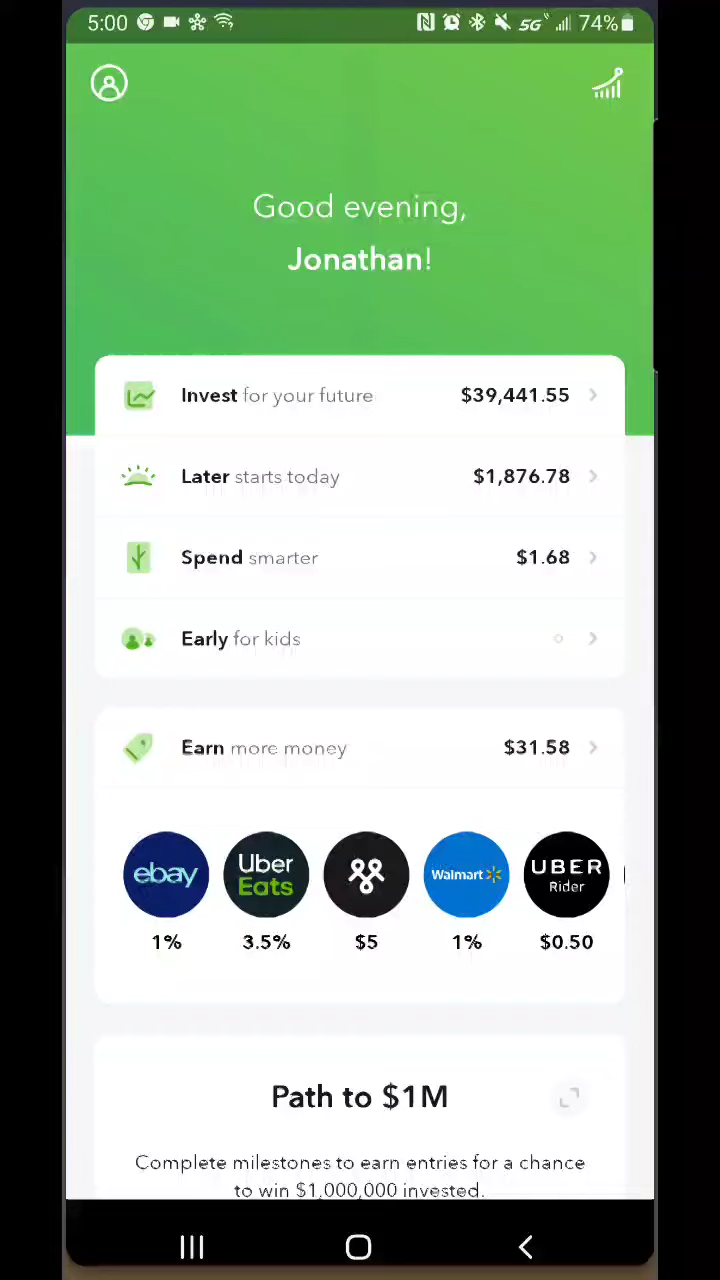 5:00 5G 74%
Good evening,
Jonathan!
Invest for your future $39,441.55
Later starts today $1,876.78
Spend smarter $1.68
Early for kids
Earn more money $31.58
ebay Uber Eats Walmart UBER Rider
1% 3.5% $5 1% $0.50
Path to $1M
Complete milestones to earn entries for a chance
to win $1,000,000 invested.